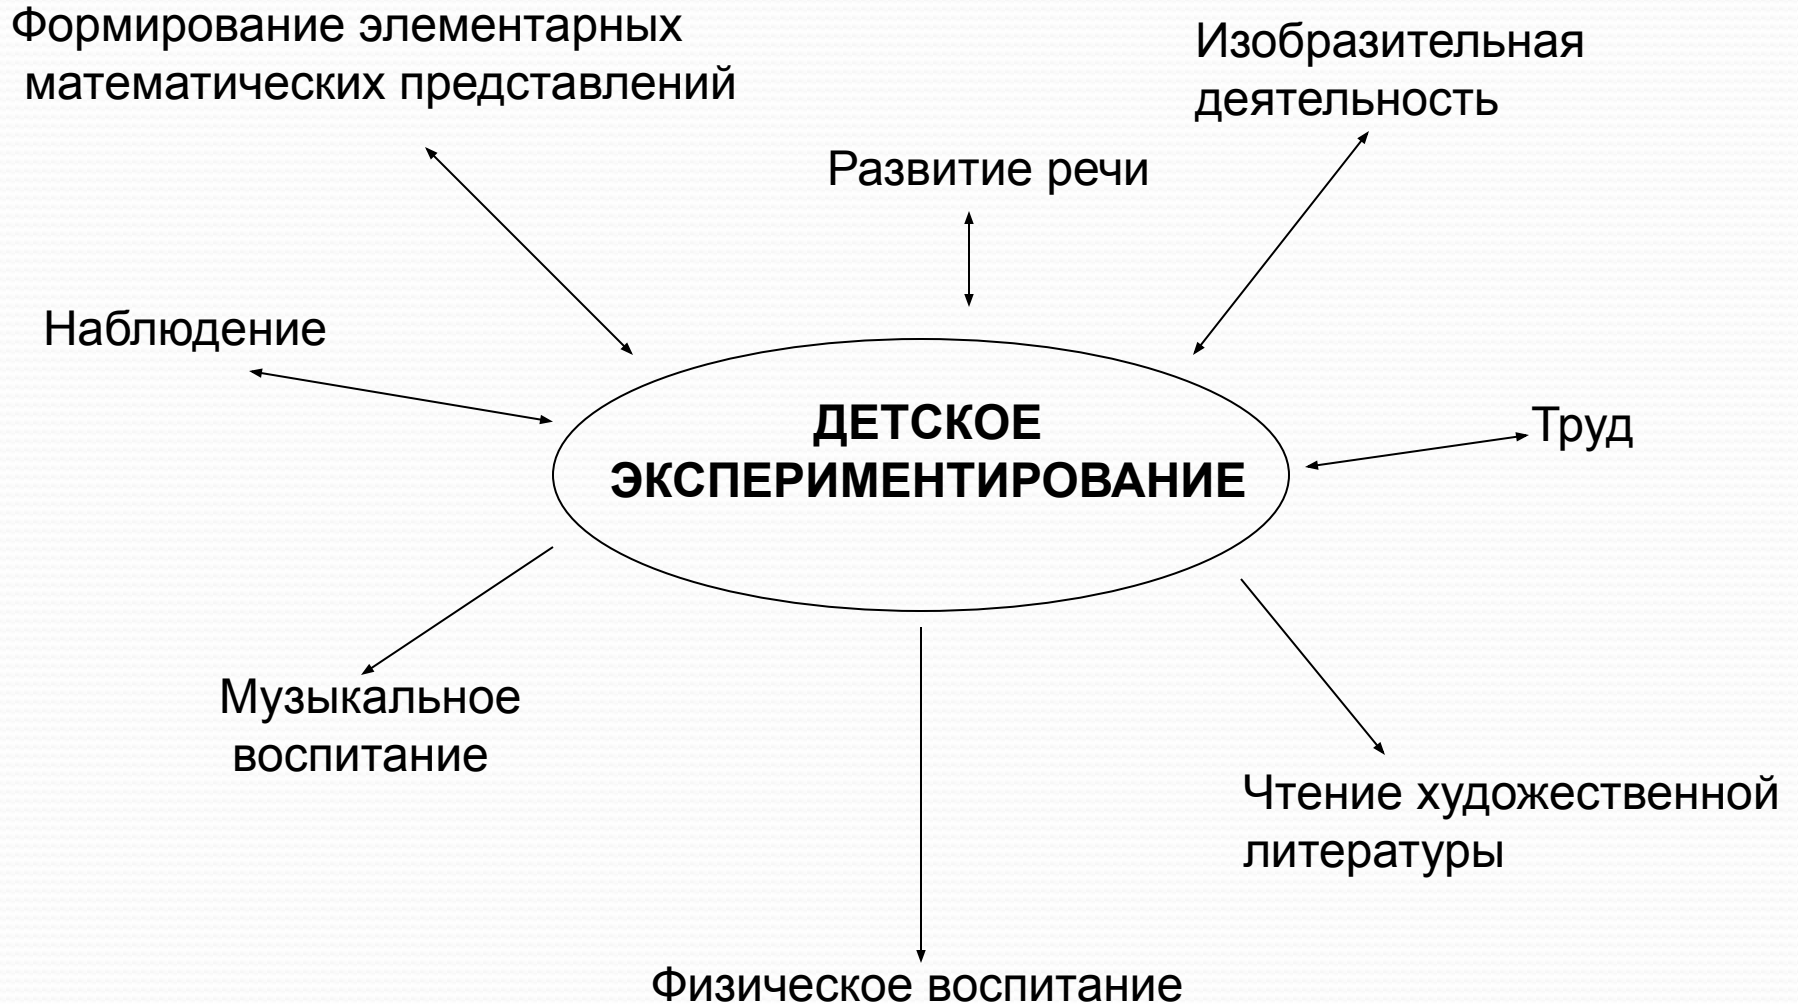 Формирование элементарных
математических представлений
Изобразительная
деятельность
Развитие речи
Наблюдение
ДЕТСКОЕ
ЭКСПЕРИМЕНТИРОВАНИЕ
Труд
Музыкальное
воспитание
Чтение художественной
литературы
Физическое воспитание